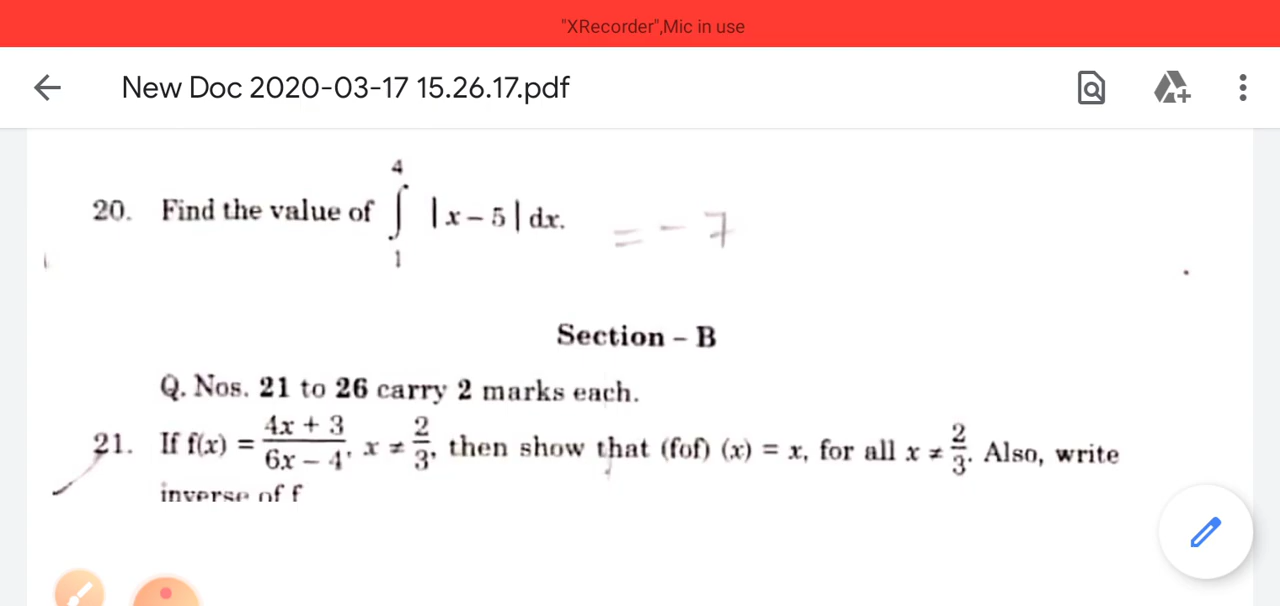 "XRecorder",Mic in use
New Doc 2020-03-17 15.26.17.pdf
20. Find the value of ∫₁⁴ |x – 5| dx. = – 7
Section – B
Q. Nos. 21 to 26 carry 2 marks each.
21. If f(x) = (4x + 3)/(6x – 4), x ≠ 2/3, then show that (fof) (x) = x, for all x ≠ 2/3. Also, write
inverse of f